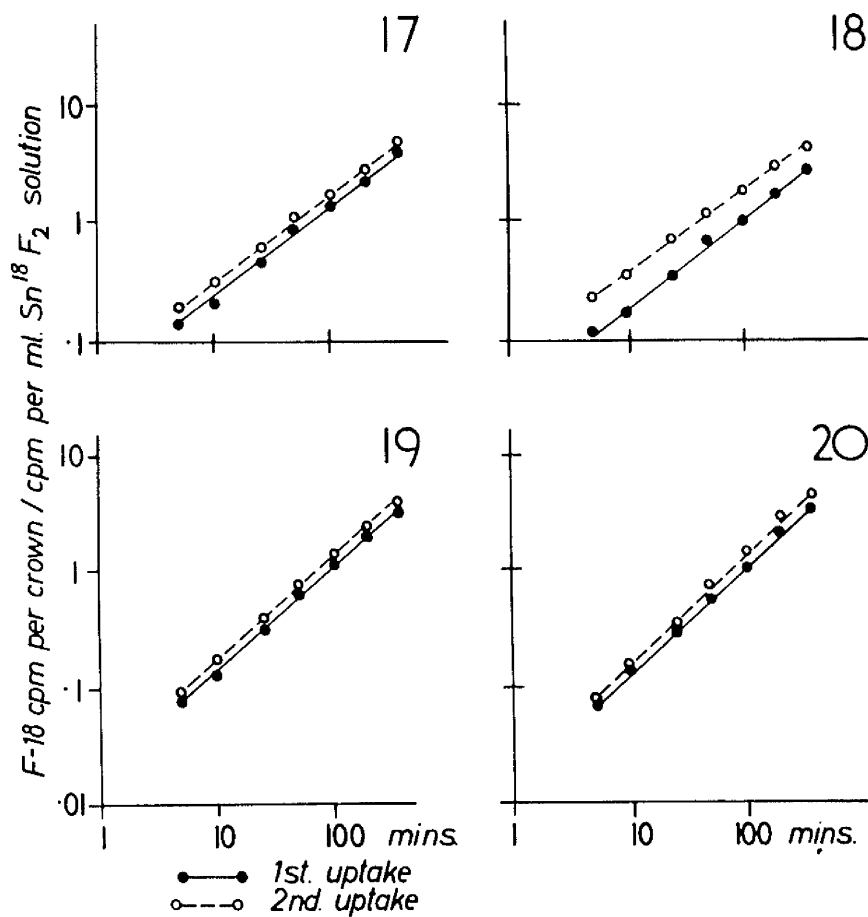 17
18
10
1
·1
19
20
10
1
·1
·01
1 10 100 mins.
1 10 100 mins.
F-18 cpm per crown / cpm per ml. Sn¹⁸F₂ solution
1st. uptake
2nd. uptake